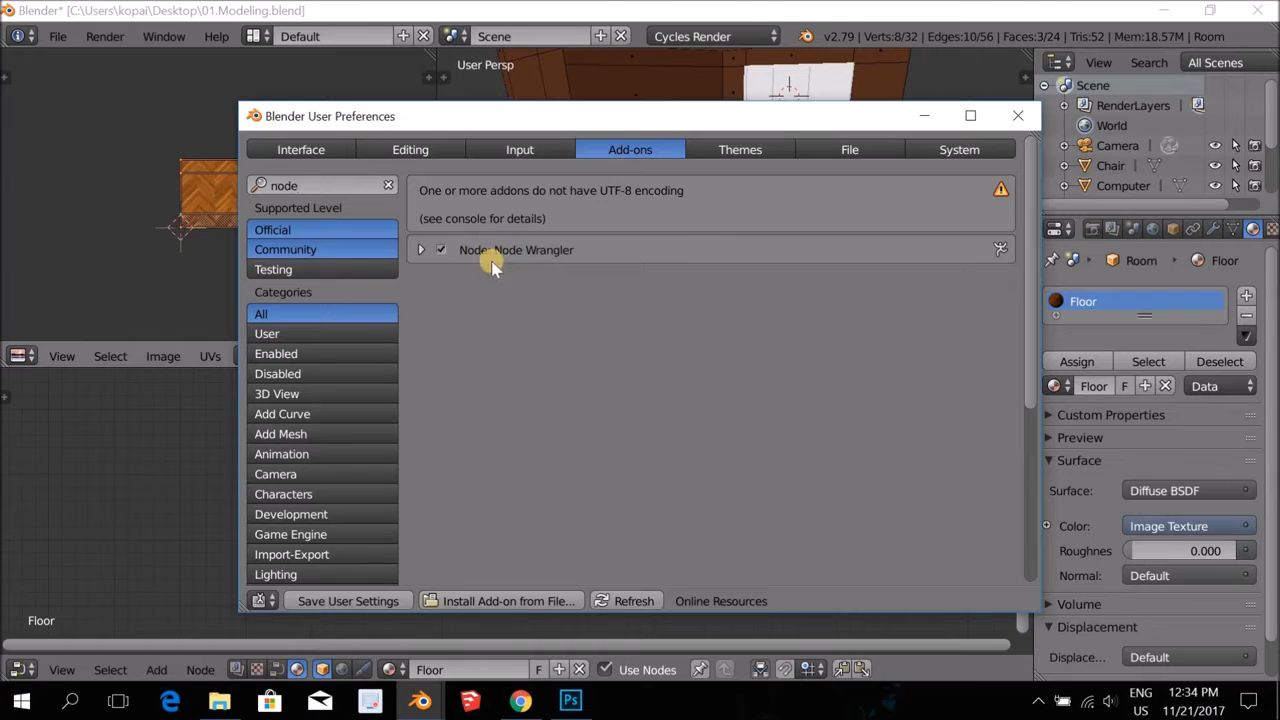 Blender* [C:\Users\kopai\Desktop\01.Modeling.blend]
File Render Window Help Default Scene Cycles Render v2.79 | Verts:8/32 | Edges:10/56 | Faces:3/24 | Tris:52 | Mem:18.57M | Room
User Persp
View Search All Scenes
Scene
RenderLayers
World
Camera
Chair
Computer
Blender User Preferences
Interface Editing Input Add-ons Themes File System
node
Supported Level
Official
Community
Testing
Categories
All
User
Enabled
Disabled
3D View
Add Curve
Add Mesh
Animation
Camera
Characters
Development
Game Engine
Import-Export
Lighting
One or more addons do not have UTF-8 encoding
(see console for details)
Node: Node Wrangler
Save User Settings Install Add-on from File... Refresh Online Resources
Room Floor
Floor
Assign Select Deselect
Floor F Data
Custom Properties
Preview
Surface
Surface: Diffuse BSDF
Color: Image Texture
Roughnes 0.000
Normal: Default
Volume
Displacement
Displace... Default
View Select Image UVs
Floor
View Select Add Node Floor F Use Nodes
ENG 12:34 PM
US 11/21/2017